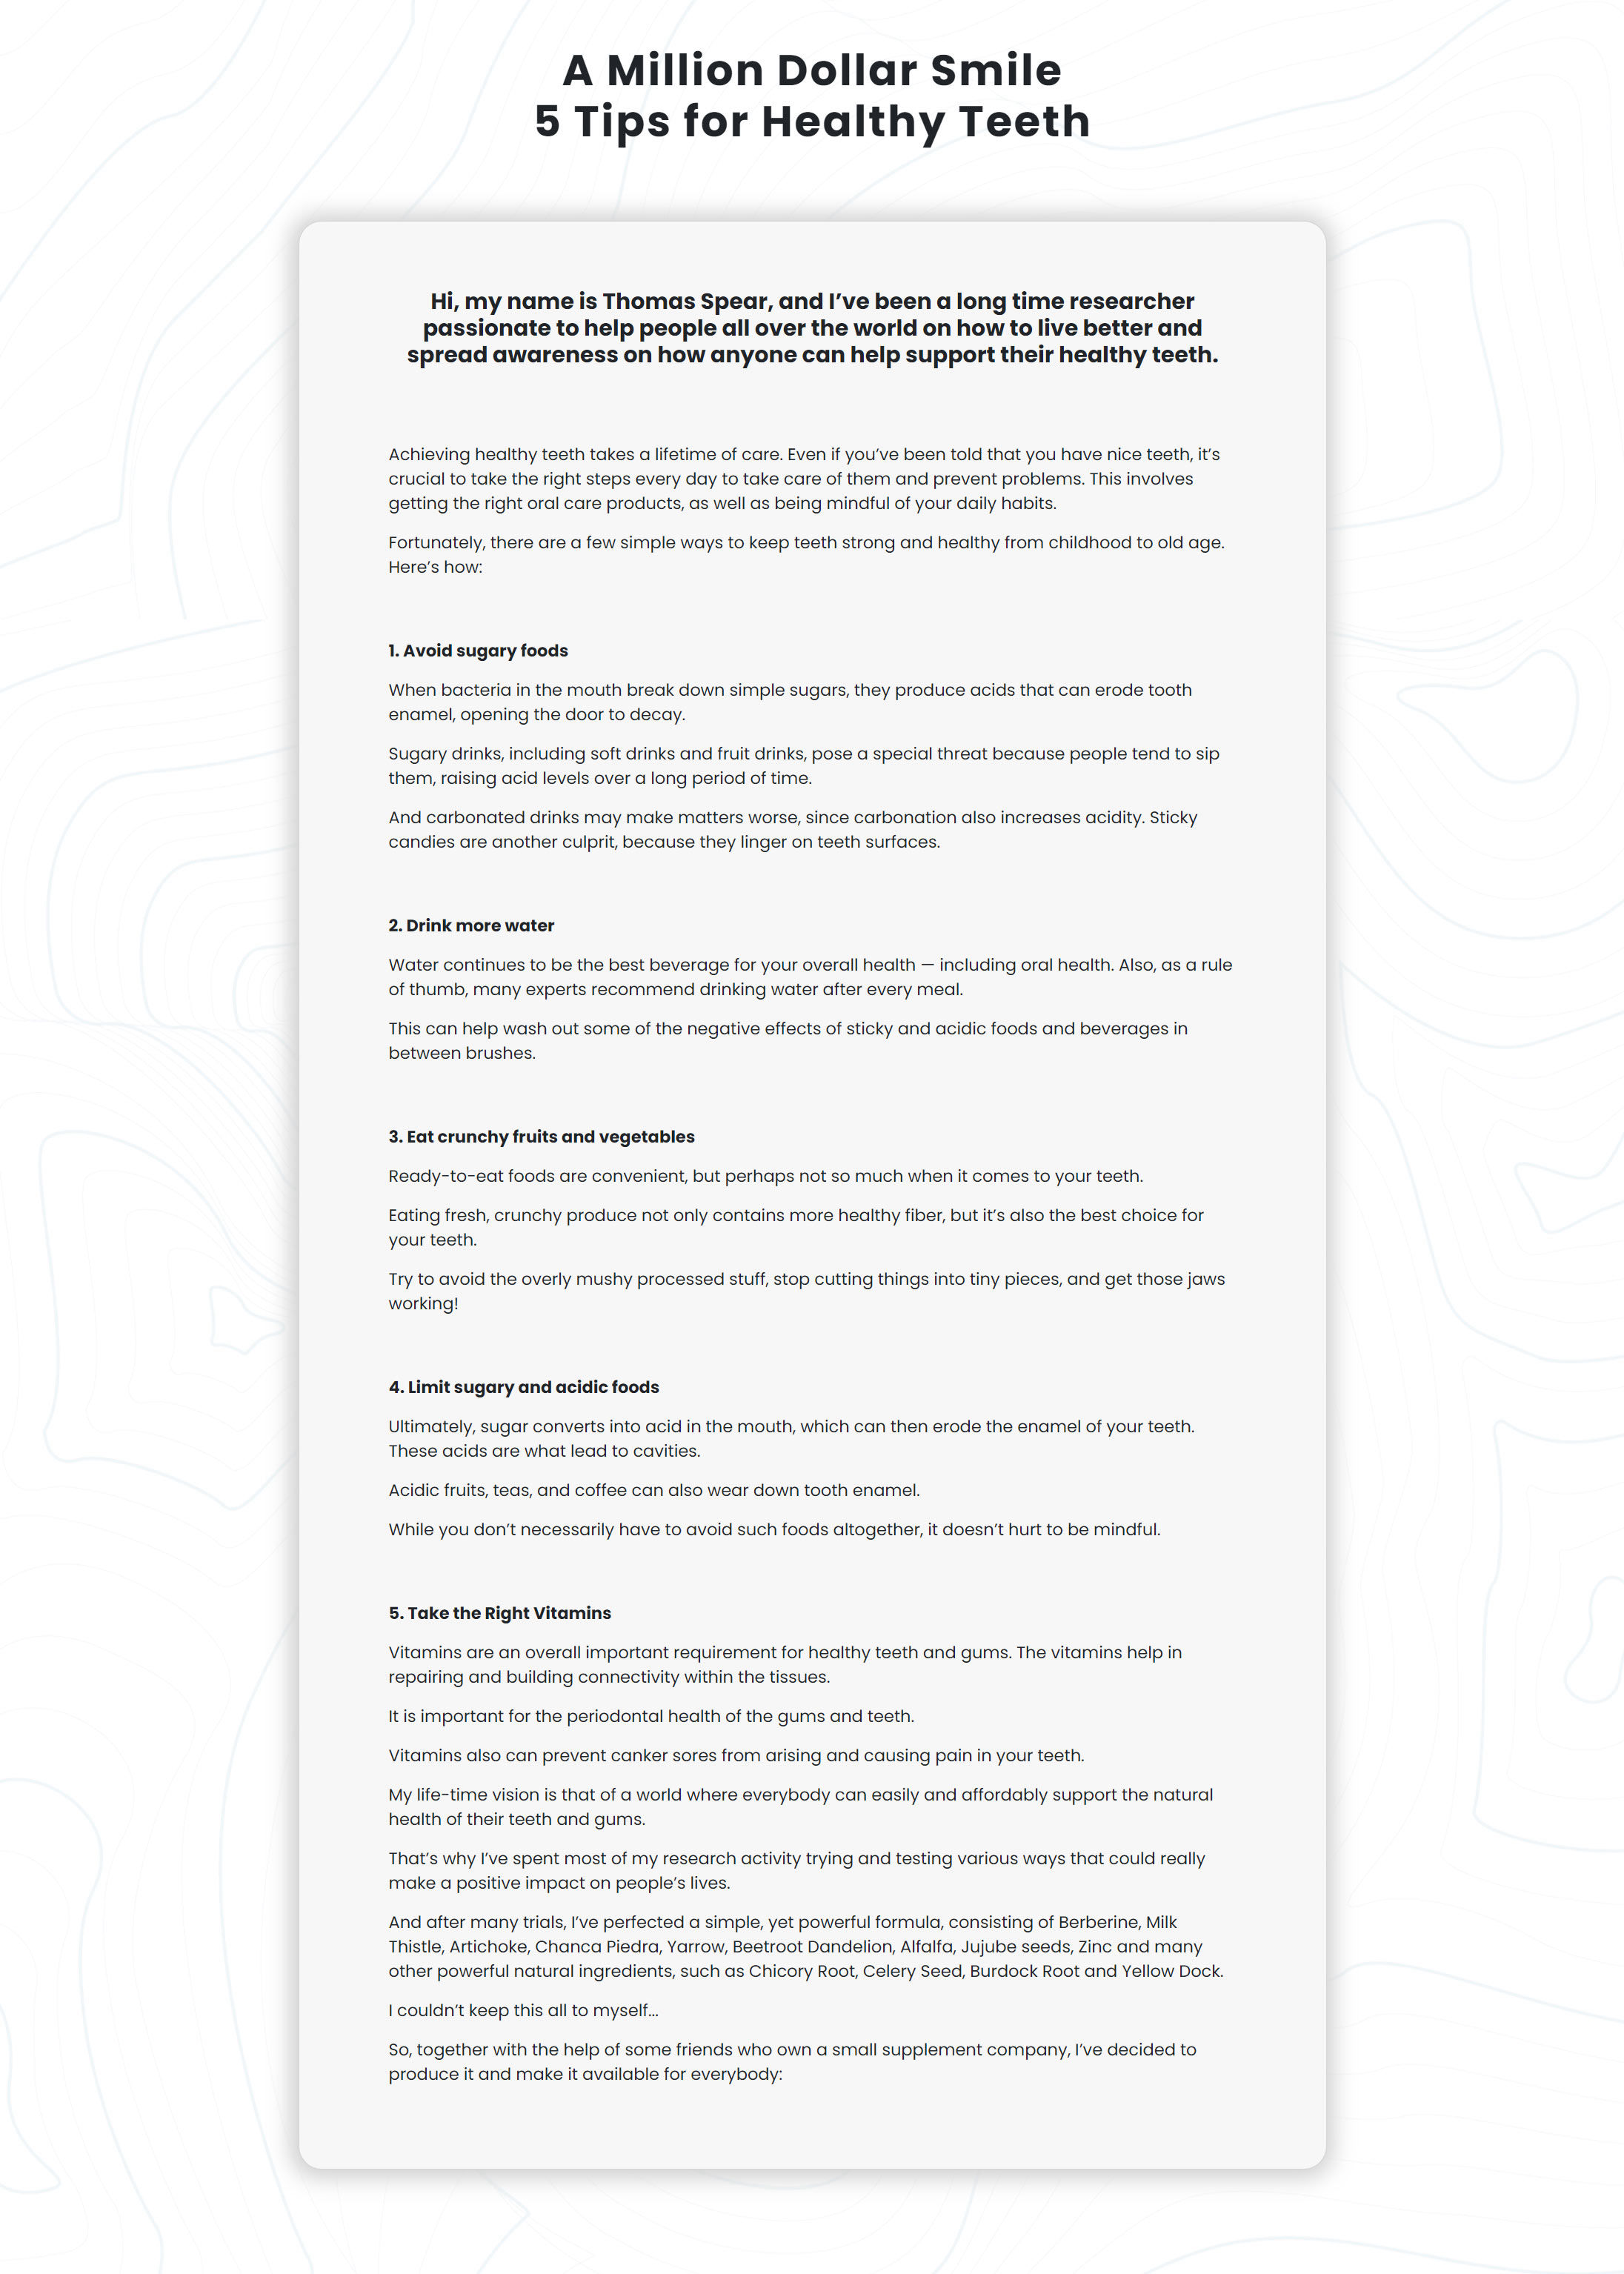 A Million Dollar Smile
5 Tips for Healthy Teeth
Hi, my name is Thomas Spear, and I’ve been a long time researcher
passionate to help people all over the world on how to live better and
spread awareness on how anyone can help support their healthy teeth.
Achieving healthy teeth takes a lifetime of care. Even if you’ve been told that you have nice teeth, it’s
crucial to take the right steps every day to take care of them and prevent problems. This involves
getting the right oral care products, as well as being mindful of your daily habits.
Fortunately, there are a few simple ways to keep teeth strong and healthy from childhood to old age.
Here’s how:
1. Avoid sugary foods
When bacteria in the mouth break down simple sugars, they produce acids that can erode tooth
enamel, opening the door to decay.
Sugary drinks, including soft drinks and fruit drinks, pose a special threat because people tend to sip
them, raising acid levels over a long period of time.
And carbonated drinks may make matters worse, since carbonation also increases acidity. Sticky
candies are another culprit, because they linger on teeth surfaces.
2. Drink more water
Water continues to be the best beverage for your overall health — including oral health. Also, as a rule
of thumb, many experts recommend drinking water after every meal.
This can help wash out some of the negative effects of sticky and acidic foods and beverages in
between brushes.
3. Eat crunchy fruits and vegetables
Ready-to-eat foods are convenient, but perhaps not so much when it comes to your teeth.
Eating fresh, crunchy produce not only contains more healthy fiber, but it’s also the best choice for
your teeth.
Try to avoid the overly mushy processed stuff, stop cutting things into tiny pieces, and get those jaws
working!
4. Limit sugary and acidic foods
Ultimately, sugar converts into acid in the mouth, which can then erode the enamel of your teeth.
These acids are what lead to cavities.
Acidic fruits, teas, and coffee can also wear down tooth enamel.
While you don’t necessarily have to avoid such foods altogether, it doesn’t hurt to be mindful.
5. Take the Right Vitamins
Vitamins are an overall important requirement for healthy teeth and gums. The vitamins help in
repairing and building connectivity within the tissues.
It is important for the periodontal health of the gums and teeth.
Vitamins also can prevent canker sores from arising and causing pain in your teeth.
My life-time vision is that of a world where everybody can easily and affordably support the natural
health of their teeth and gums.
That’s why I’ve spent most of my research activity trying and testing various ways that could really
make a positive impact on people’s lives.
And after many trials, I’ve perfected a simple, yet powerful formula, consisting of Berberine, Milk
Thistle, Artichoke, Chanca Piedra, Yarrow, Beetroot Dandelion, Alfalfa, Jujube seeds, Zinc and many
other powerful natural ingredients, such as Chicory Root, Celery Seed, Burdock Root and Yellow Dock.
I couldn’t keep this all to myself...
So, together with the help of some friends who own a small supplement company, I’ve decided to
produce it and make it available for everybody: